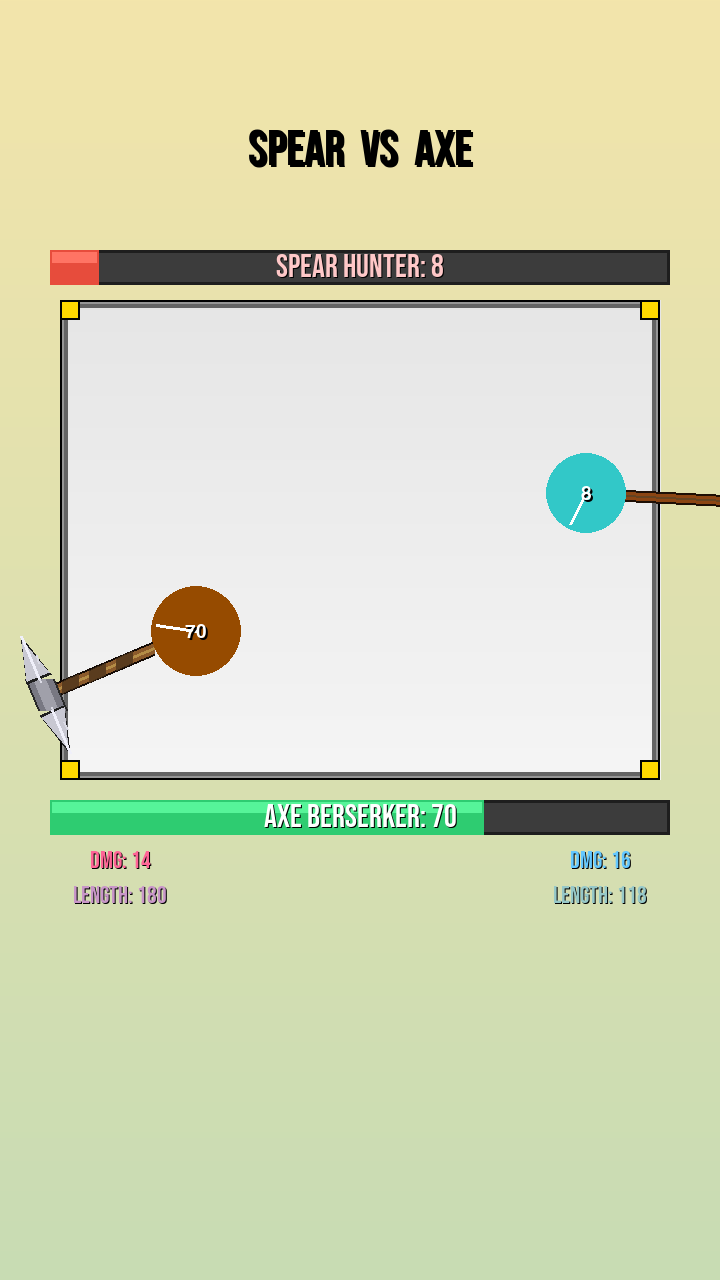 SPEAR VS AXE
SPEAR HUNTER: 8
8
70
AXE BERSERKER: 70
DMG: 14
DMG: 16
LENGTH: 180
LENGTH: 118